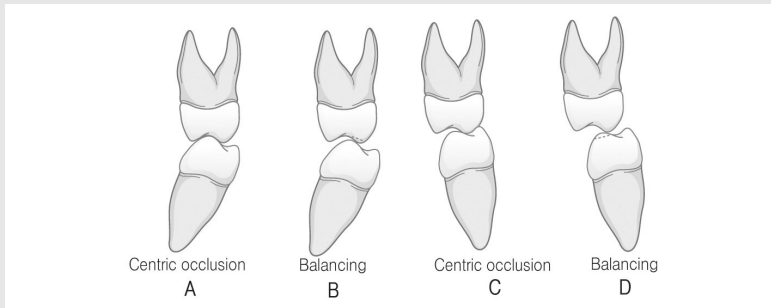 Centric occlusion
A
Balancing
B
Centric occlusion
C
Balancing
D